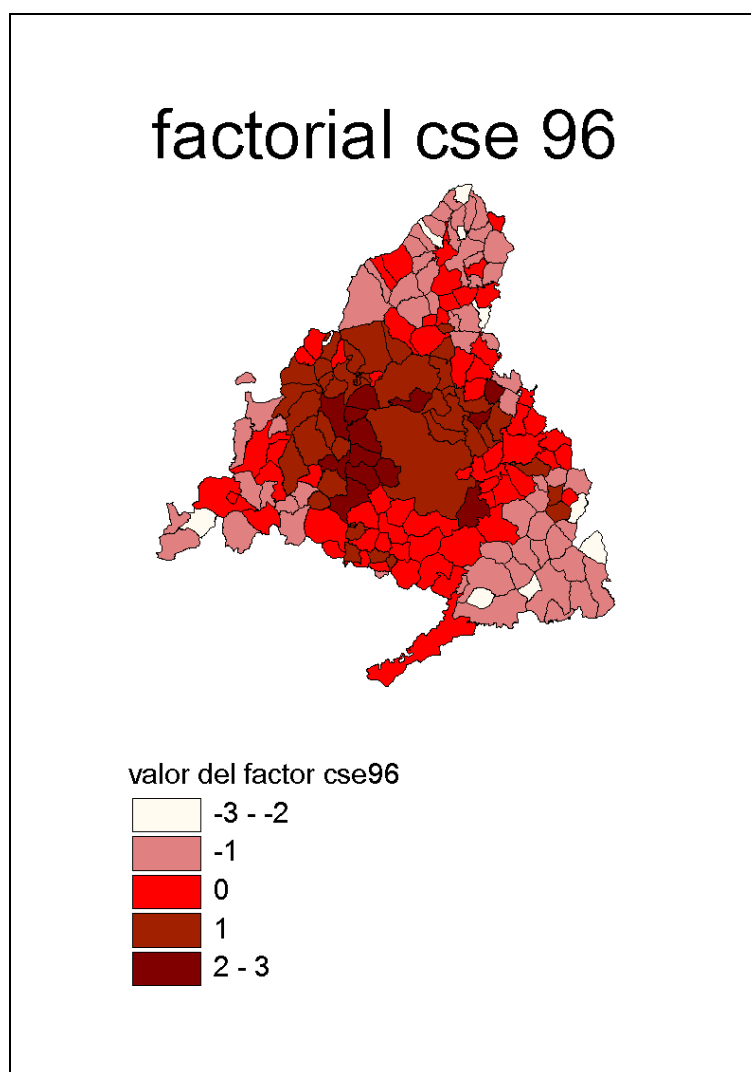 factorial cse 96
valor del factor cse96
-3 - -2
-1
0
1
2 - 3